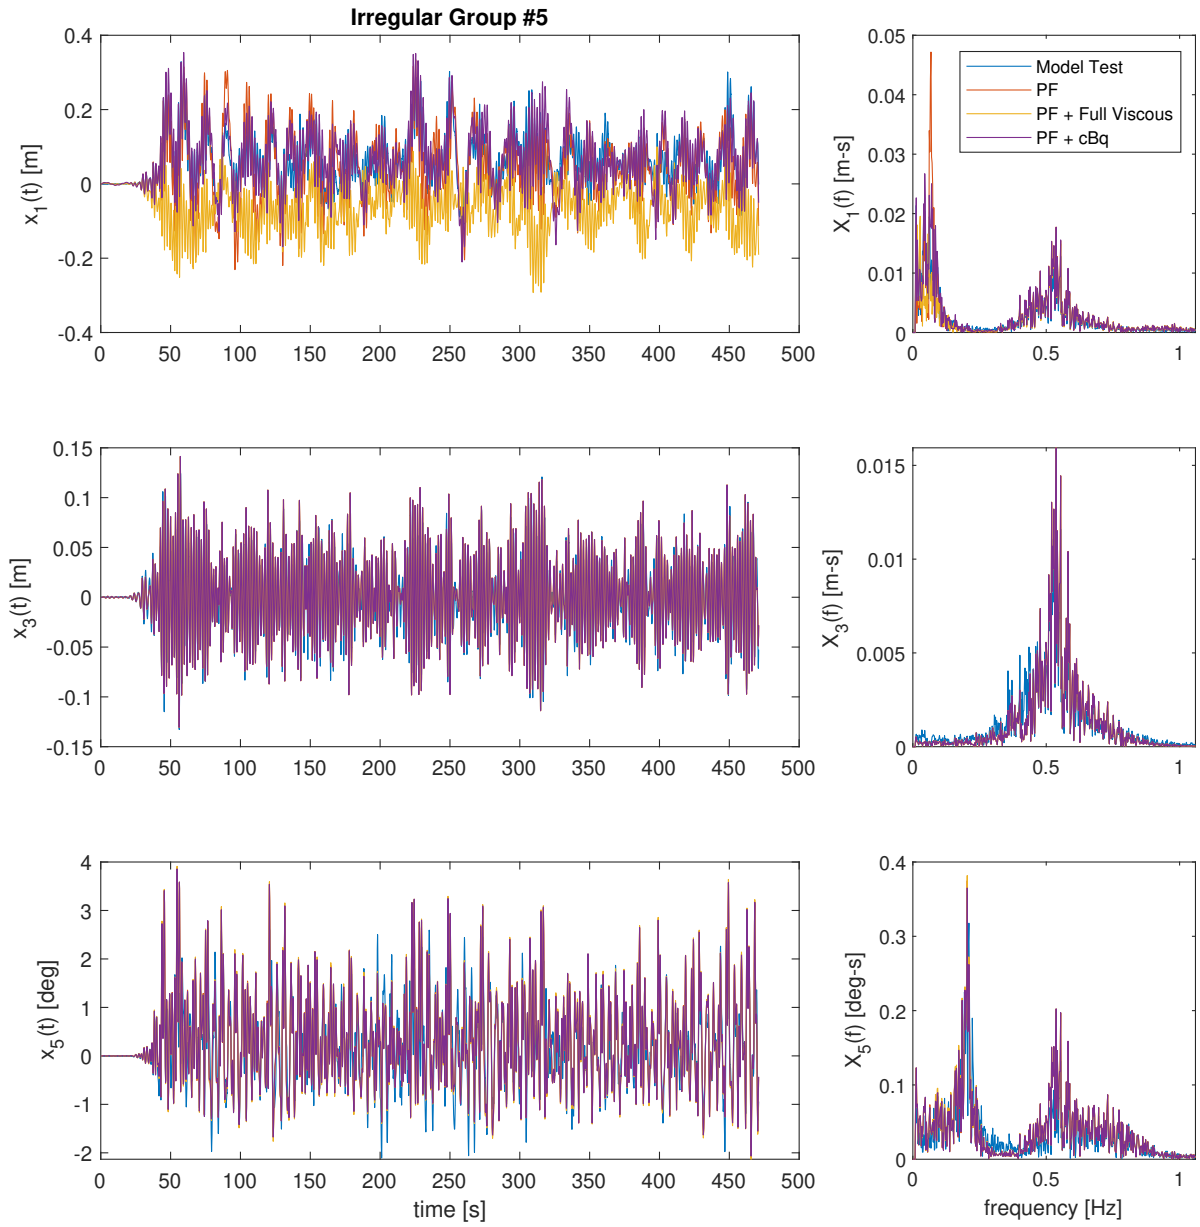 Irregular Group #5
x1(t) [m]
0.4
0.2
0
-0.2
-0.4
0 50 100 150 200 250 300 350 400 450 500
X1(f) [m-s]
0.05
0.04
0.03
0.02
0.01
0
0 0.5 1
Model Test
PF
PF + Full Viscous
PF + cBq
x3(t) [m]
0.15
0.1
0.05
0
-0.05
-0.1
-0.15
0 50 100 150 200 250 300 350 400 450 500
X3(f) [m-s]
0.015
0.01
0.005
0
0 0.5 1
x5(t) [deg]
4
3
2
1
0
-1
-2
0 50 100 150 200 250 300 350 400 450 500
time [s]
X5(f) [deg-s]
0.4
0.3
0.2
0.1
0
0 0.5 1
frequency [Hz]